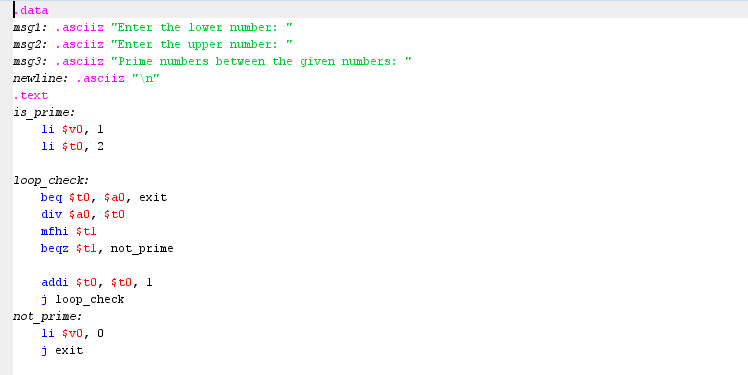 .data
msg1: .asciiz "Enter the lower number: "
msg2: .asciiz "Enter the upper number: "
msg3: .asciiz "Prime numbers between the given numbers: "
newline: .asciiz "\n"
.text
is_prime:
    li $v0, 1
    li $t0, 2

loop_check:
    beq $t0, $a0, exit
    div $a0, $t0
    mfhi $t1
    beqz $t1, not_prime

    addi $t0, $t0, 1
    j loop_check
not_prime:
    li $v0, 0
    j exit